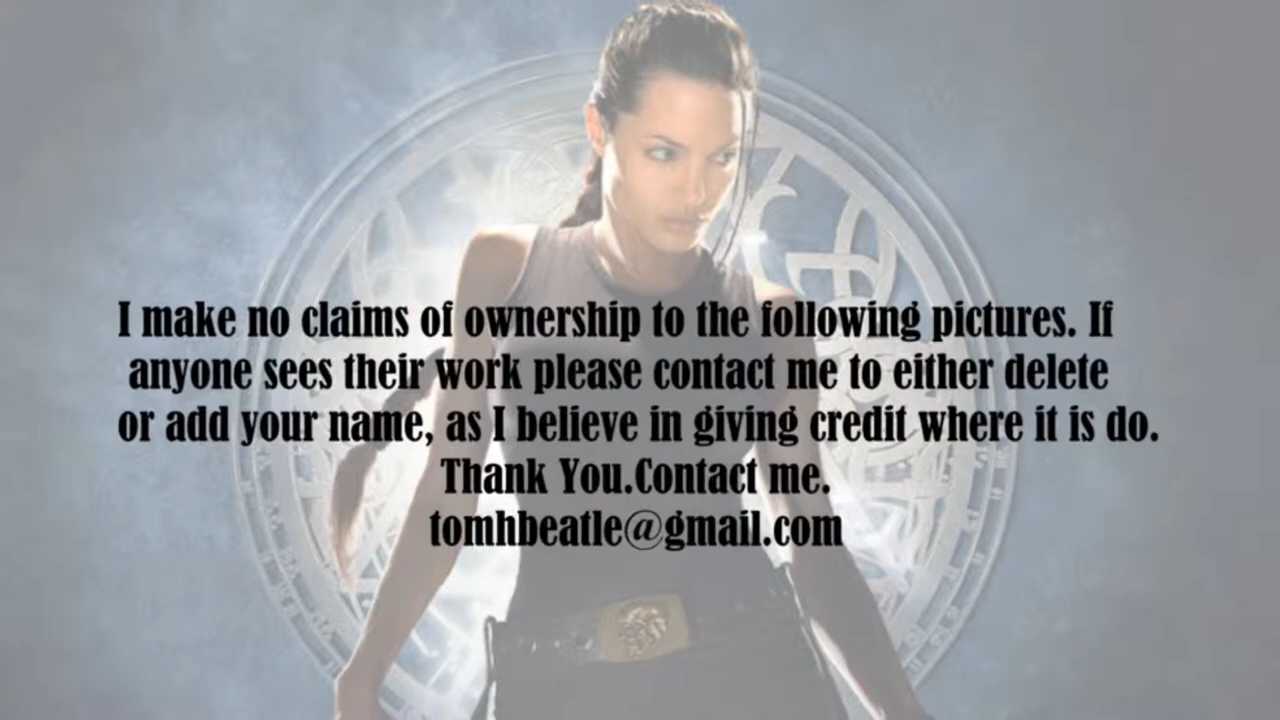 I make no claims of ownership to the following pictures. If
anyone sees their work please contact me to either delete
or add your name, as I believe in giving credit where it is do.
Thank You.Contact me.
tomhbeatle@gmail.com